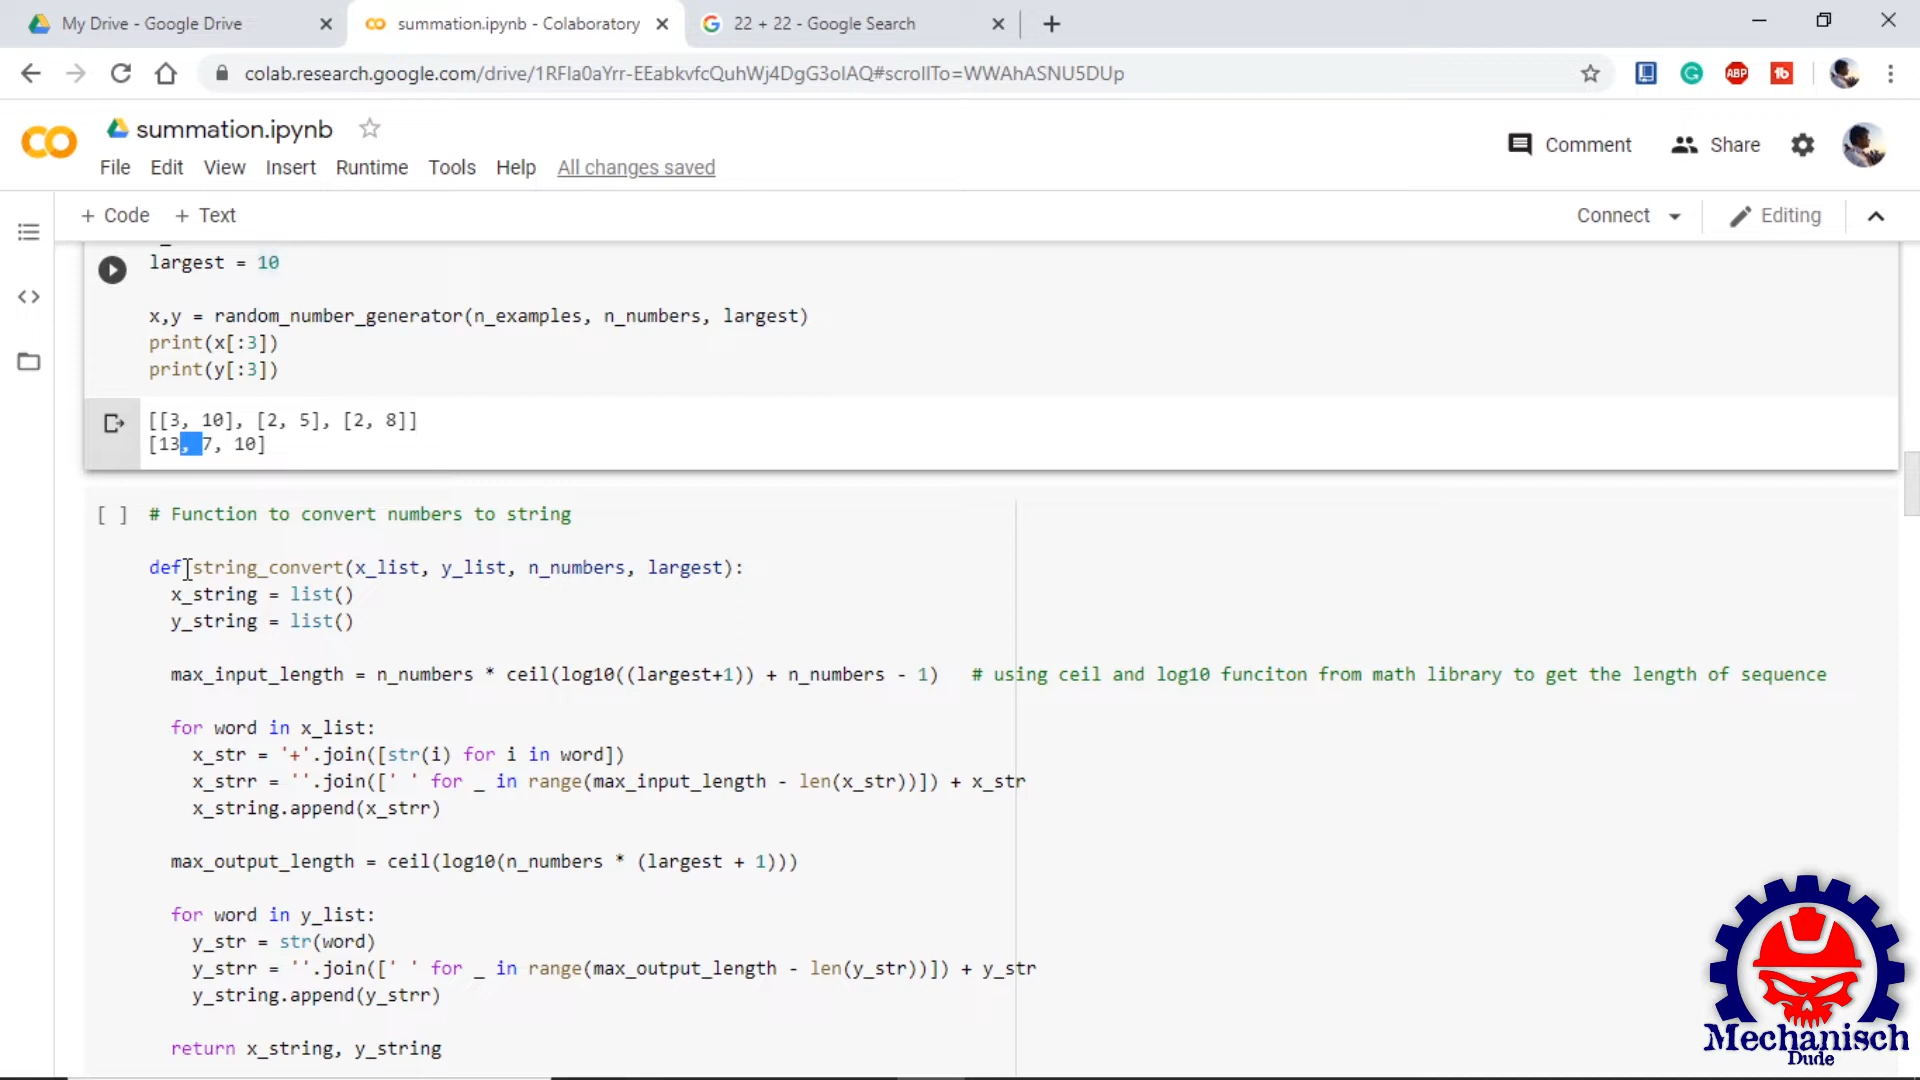 My Drive - Google Drive
summation.ipynb - Colaboratory
22 + 22 - Google Search
colab.research.google.com/drive/1RFIa0aYrr-EEabkvfcQuhWj4DgG3oIAQ#scrollTo=WWAhASNU5DUp
ABP
summation.ipynb
Comment
Share
File Edit View Insert Runtime Tools Help All changes saved
+ Code + Text
Connect
Editing
largest = 10
x,y = random_number_generator(n_examples, n_numbers, largest)
print(x[:3])
print(y[:3])
[[3, 10], [2, 5], [2, 8]]
[13, 7, 10]
[ ] # Function to convert numbers to string
def string_convert(x_list, y_list, n_numbers, largest):
x_string = list()
y_string = list()
max_input_length = n_numbers * ceil(log10((largest+1)) + n_numbers - 1) # using ceil and log10 funciton from math library to get the length of sequence
for word in x_list:
x_str = '+'.join([str(i) for i in word])
x_strr = ''.join([' ' for _ in range(max_input_length - len(x_str))]) + x_str
x_string.append(x_strr)
max_output_length = ceil(log10(n_numbers * (largest + 1)))
for word in y_list:
y_str = str(word)
y_strr = ''.join([' ' for _ in range(max_output_length - len(y_str))]) + y_str
y_string.append(y_strr)
return x_string, y_string
Mechanisch
Dude